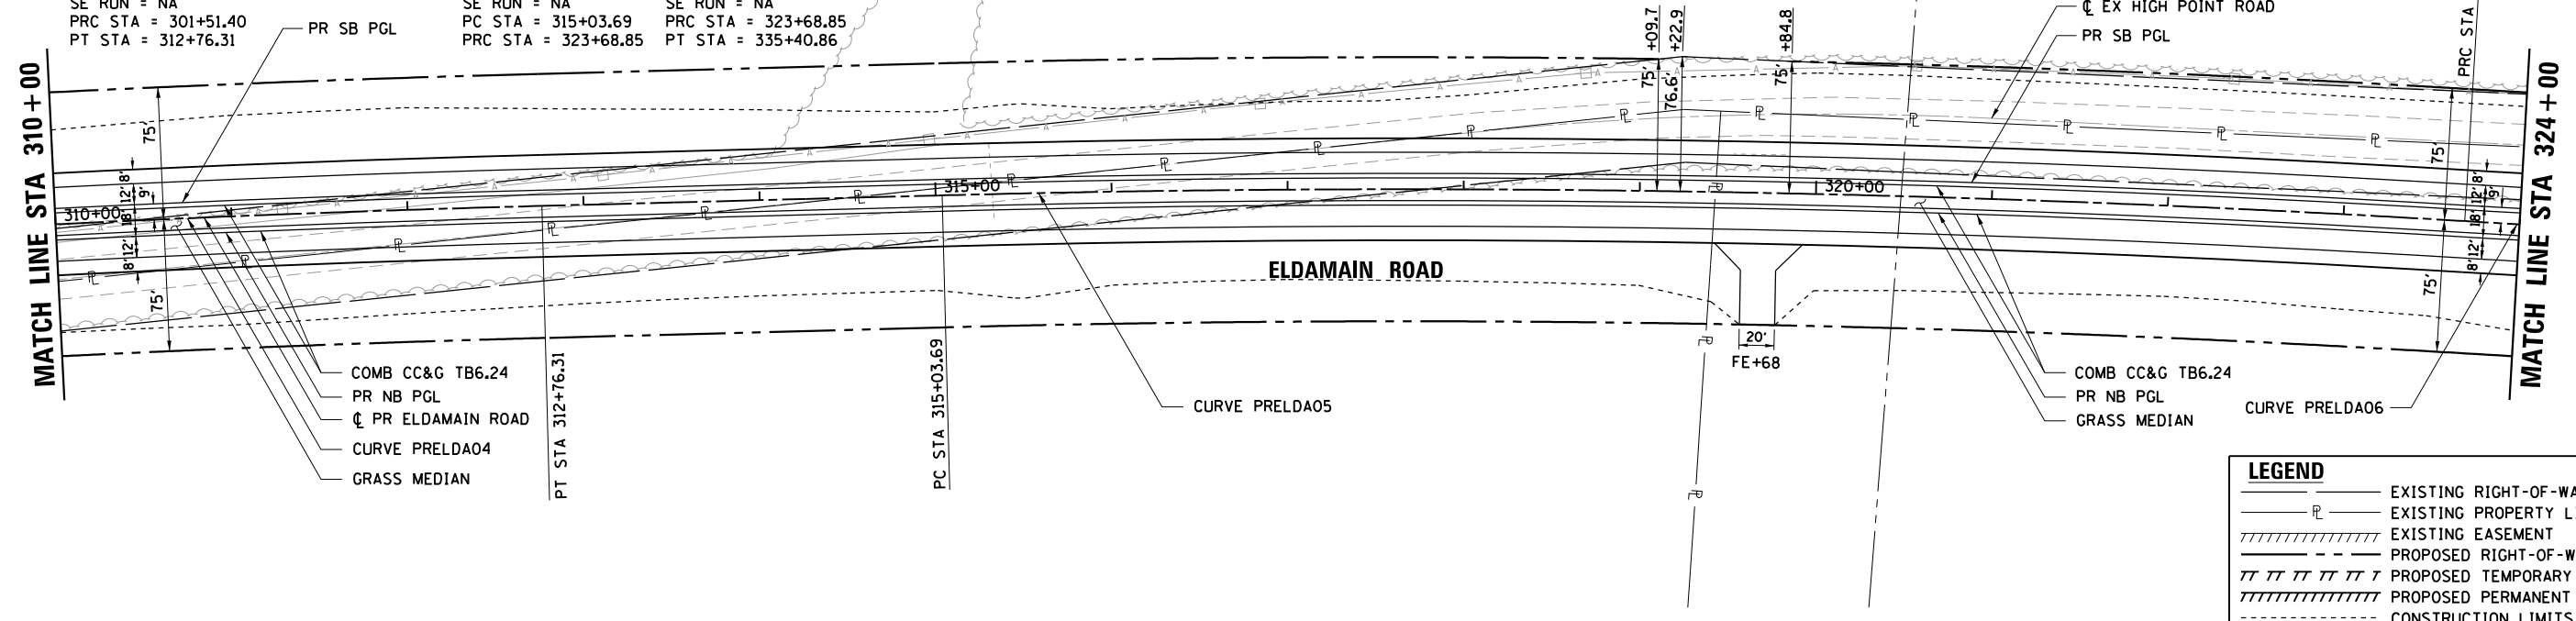 SE RUN = NA
PRC STA = 301+51.40
PT STA = 312+76.31
SE RUN = NA
PC STA = 315+03.69
PRC STA = 323+68.85
SE RUN = NA
PRC STA = 323+68.85
PT STA = 335+40.86
PR SB PGL
+09.7
+22.9
+84.8
℄ EX HIGH POINT ROAD
PR SB PGL
PRC STA
MATCH LINE STA 310+00
MATCH LINE STA 324+00
75'
75'
76.6'
75'
75'
8'
12'
9'
18'
12'
8'
75'
310+00
315+00
320+00
8'
12'
9'
18'
12'
8'
75'
ELDAMAIN ROAD
20'
FE+68
COMB CC&G TB6.24
PR NB PGL
℄ PR ELDAMAIN ROAD
CURVE PRELDA04
GRASS MEDIAN
PT STA 312+76.31
PC STA 315+03.69
CURVE PRELDA05
COMB CC&G TB6.24
PR NB PGL
GRASS MEDIAN
CURVE PRELDA06
LEGEND
EXISTING RIGHT-OF-WA
EXISTING PROPERTY L
EXISTING EASEMENT
PROPOSED RIGHT-OF-W
PROPOSED TEMPORARY
PROPOSED PERMANENT
CONSTRUCTION LIMITS